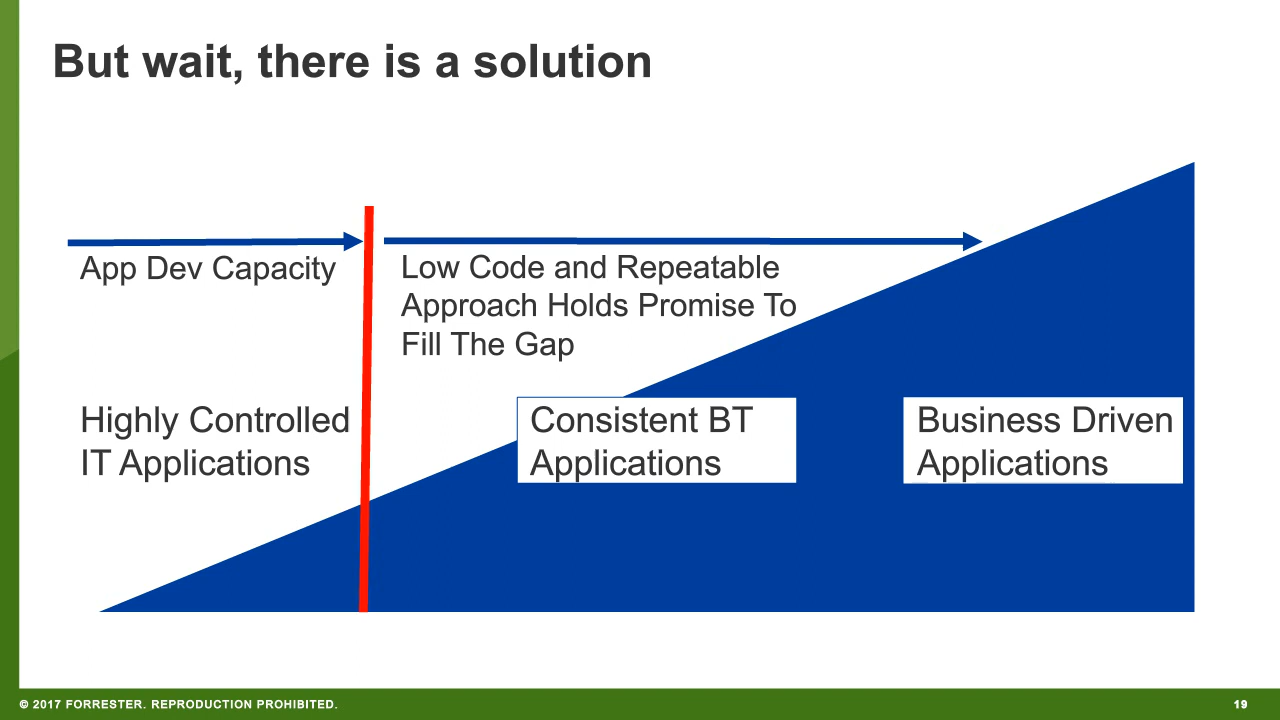 But wait, there is a solution
App Dev Capacity
Low Code and Repeatable
Approach Holds Promise To
Fill The Gap
Highly Controlled
IT Applications
Consistent BT
Applications
Business Driven
Applications
© 2017 FORRESTER. REPRODUCTION PROHIBITED.
19